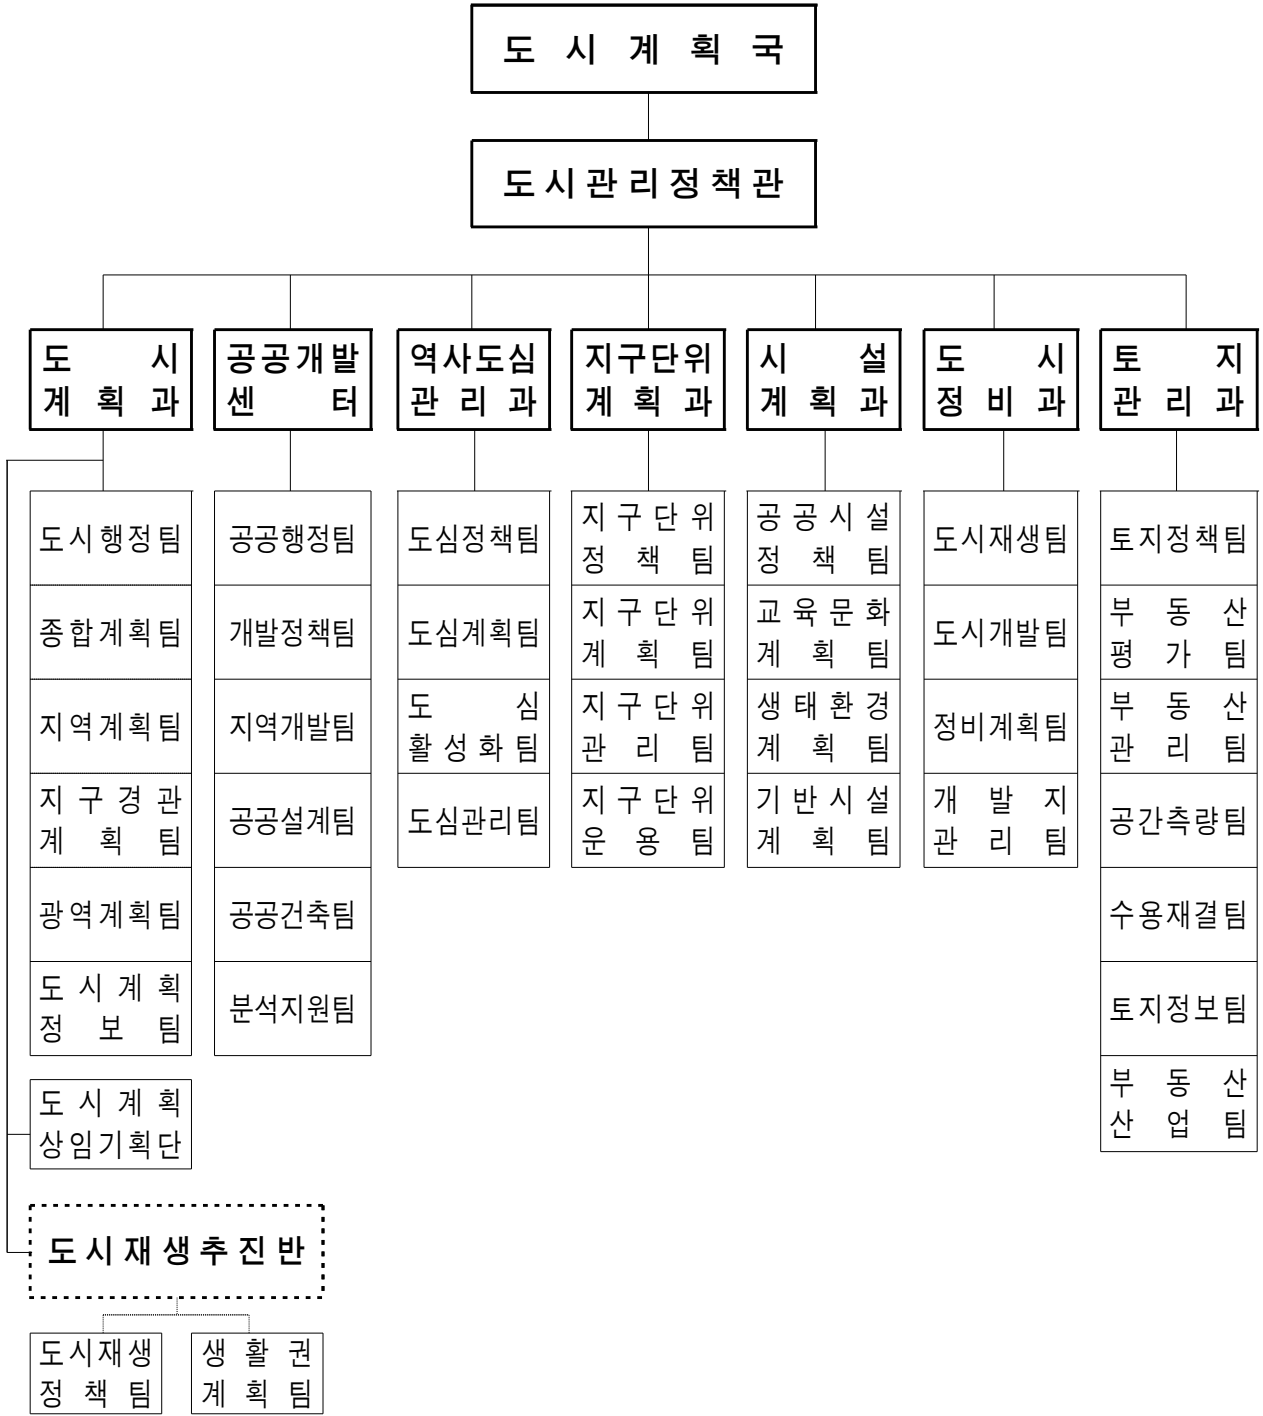 도 시 계 획 국
도시관리정책관
도 시
계 획 과
공공개발
센 터
역사도심
관 리 과
지구단위
계 획 과
시 설
계 획 과
도 시
정 비 과
토 지
관 리 과
도시행정팀
종합계획팀
지역계획팀
지 구 경 관
계 획 팀
광역계획팀
도 시 계 획
정 보 팀
도 시 계 획
상임기획단
공공행정팀
개발정책팀
지역개발팀
공공설계팀
공공건축팀
분석지원팀
도심정책팀
도심계획팀
도 심
활성화팀
도심관리팀
지 구 단 위
정 책 팀
지 구 단 위
계 획 팀
지 구 단 위
관 리 팀
지 구 단 위
운 용 팀
공 공 시 설
정 책 팀
교 육 문 화
계 획 팀
생 태 환 경
계 획 팀
기 반 시 설
계 획 팀
도시재생팀
도시개발팀
정비계획팀
개 발 지
관 리 팀
토지정책팀
부 동 산
평 가 팀
부 동 산
관 리 팀
공간측량팀
수용재결팀
토지정보팀
부 동 산
산 업 팀
도시재생추진반
도시재생
정 책 팀
생 활 권
계 획 팀